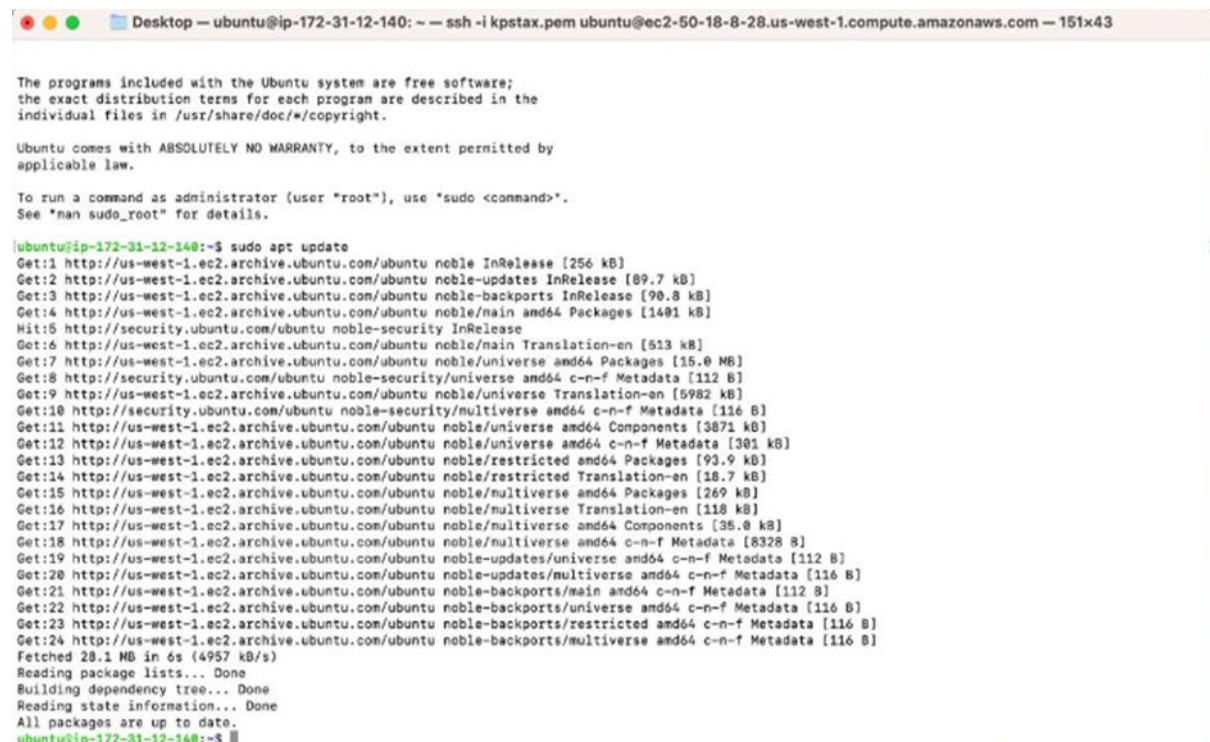 Desktop — ubuntu@ip-172-31-12-140: ~ — ssh -i kpstax.pem ubuntu@ec2-50-18-8-28.us-west-1.compute.amazonaws.com — 151×43
The programs included with the Ubuntu system are free software;
the exact distribution terms for each program are described in the
individual files in /usr/share/doc/*/copyright.
Ubuntu comes with ABSOLUTELY NO WARRANTY, to the extent permitted by
applicable law.
To run a command as administrator (user "root"), use "sudo <command>".
See "man sudo_root" for details.
ubuntu@ip-172-31-12-140:~$ sudo apt update
Get:1 http://us-west-1.ec2.archive.ubuntu.com/ubuntu noble InRelease [256 kB]
Get:2 http://us-west-1.ec2.archive.ubuntu.com/ubuntu noble-updates InRelease [89.7 kB]
Get:3 http://us-west-1.ec2.archive.ubuntu.com/ubuntu noble-backports InRelease [90.8 kB]
Get:4 http://us-west-1.ec2.archive.ubuntu.com/ubuntu noble/main amd64 Packages [1401 kB]
Hit:5 http://security.ubuntu.com/ubuntu noble-security InRelease
Get:6 http://us-west-1.ec2.archive.ubuntu.com/ubuntu noble/main Translation-en [513 kB]
Get:7 http://us-west-1.ec2.archive.ubuntu.com/ubuntu noble/universe amd64 Packages [15.0 MB]
Get:8 http://security.ubuntu.com/ubuntu noble-security/universe amd64 c-n-f Metadata [112 B]
Get:9 http://us-west-1.ec2.archive.ubuntu.com/ubuntu noble/universe Translation-en [5982 kB]
Get:10 http://security.ubuntu.com/ubuntu noble-security/multiverse amd64 c-n-f Metadata [116 B]
Get:11 http://us-west-1.ec2.archive.ubuntu.com/ubuntu noble/universe amd64 Components [3871 kB]
Get:12 http://us-west-1.ec2.archive.ubuntu.com/ubuntu noble/universe amd64 c-n-f Metadata [301 kB]
Get:13 http://us-west-1.ec2.archive.ubuntu.com/ubuntu noble/restricted amd64 Packages [93.9 kB]
Get:14 http://us-west-1.ec2.archive.ubuntu.com/ubuntu noble/restricted Translation-en [18.7 kB]
Get:15 http://us-west-1.ec2.archive.ubuntu.com/ubuntu noble/multiverse amd64 Packages [269 kB]
Get:16 http://us-west-1.ec2.archive.ubuntu.com/ubuntu noble/multiverse Translation-en [118 kB]
Get:17 http://us-west-1.ec2.archive.ubuntu.com/ubuntu noble/multiverse amd64 Components [35.0 kB]
Get:18 http://us-west-1.ec2.archive.ubuntu.com/ubuntu noble/multiverse amd64 c-n-f Metadata [8328 B]
Get:19 http://us-west-1.ec2.archive.ubuntu.com/ubuntu noble-updates/universe amd64 c-n-f Metadata [112 B]
Get:20 http://us-west-1.ec2.archive.ubuntu.com/ubuntu noble-updates/multiverse amd64 c-n-f Metadata [116 B]
Get:21 http://us-west-1.ec2.archive.ubuntu.com/ubuntu noble-backports/main amd64 c-n-f Metadata [112 B]
Get:22 http://us-west-1.ec2.archive.ubuntu.com/ubuntu noble-backports/universe amd64 c-n-f Metadata [116 B]
Get:23 http://us-west-1.ec2.archive.ubuntu.com/ubuntu noble-backports/restricted amd64 c-n-f Metadata [116 B]
Get:24 http://us-west-1.ec2.archive.ubuntu.com/ubuntu noble-backports/multiverse amd64 c-n-f Metadata [116 B]
Fetched 28.1 MB in 6s (4957 kB/s)
Reading package lists... Done
Building dependency tree... Done
Reading state information... Done
All packages are up to date.
ubuntu@ip-172-31-12-140:~$